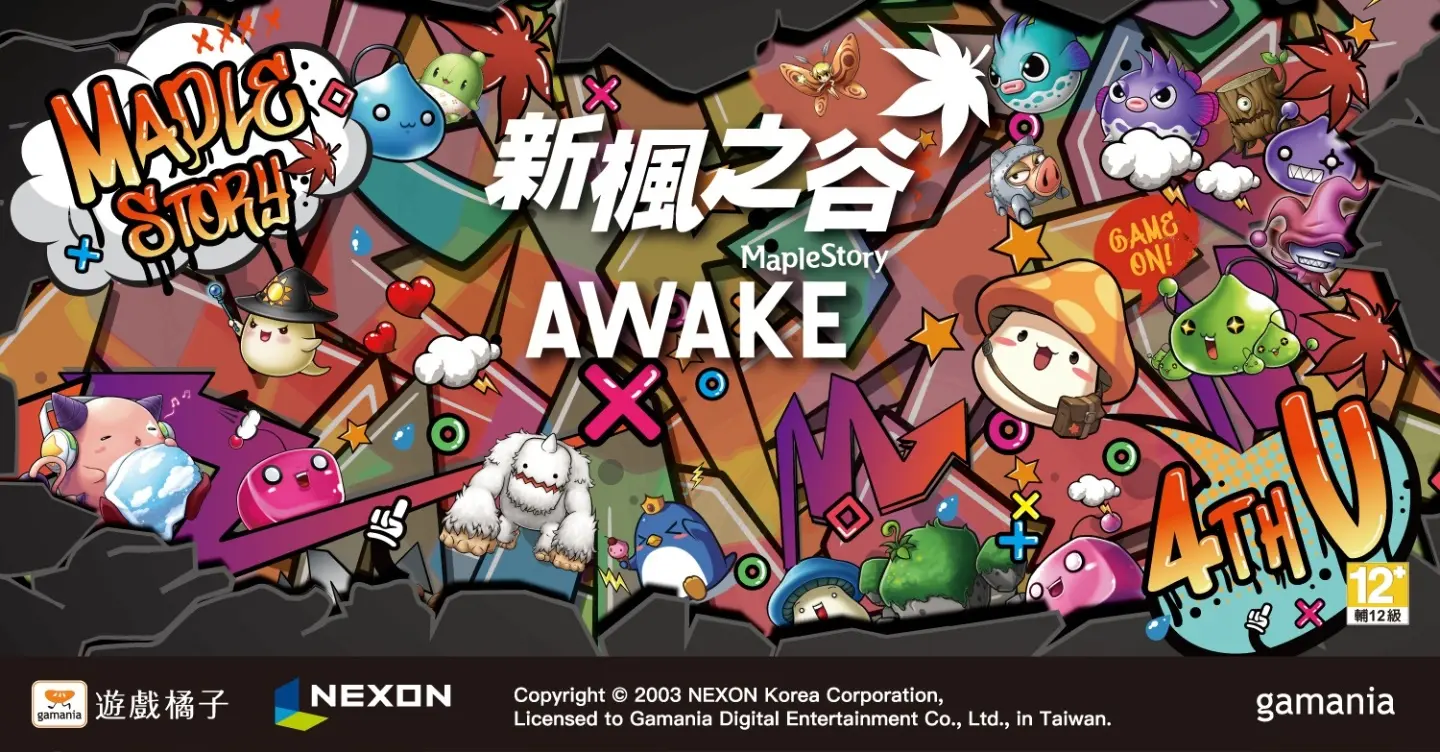 MAPLE
STORY
新楓之谷
MapleStory
AWAKE
GAME
ON!
4TH V
12+
輔12級
gamania
遊戲橘子
NEXON
Copyright © 2003 NEXON Korea Corporation,
Licensed to Gamania Digital Entertainment Co., Ltd., in Taiwan.
gamania